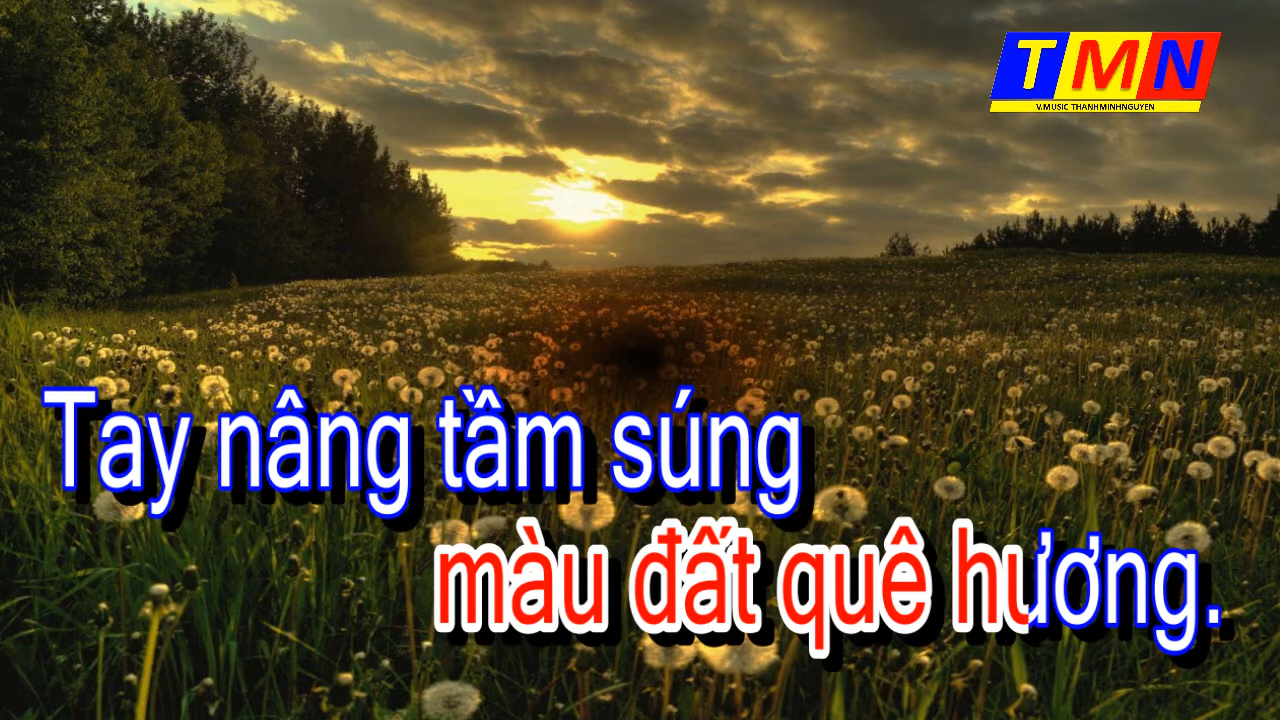 TMN
V.MUSIC THANHMINHNGUYEN
Tay nâng tầm súng
màu đất quê hương.